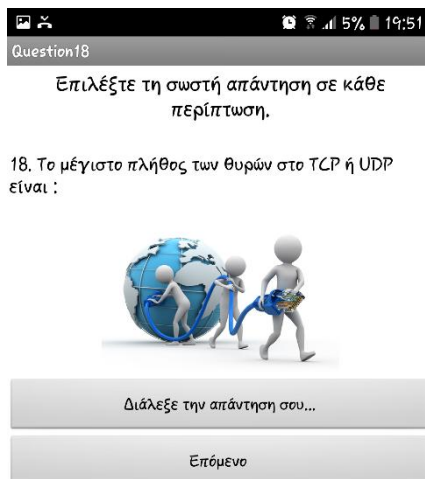 5% 19:51
Question18
Επιλέξτε τη σωστή απάντηση σε κάθε
περίπτωση.
18. Το μέγιστο πλήθος των θυρών στο TCP ή UDP
είναι :
Διάλεξε την απάντηση σου...
Επόμενο